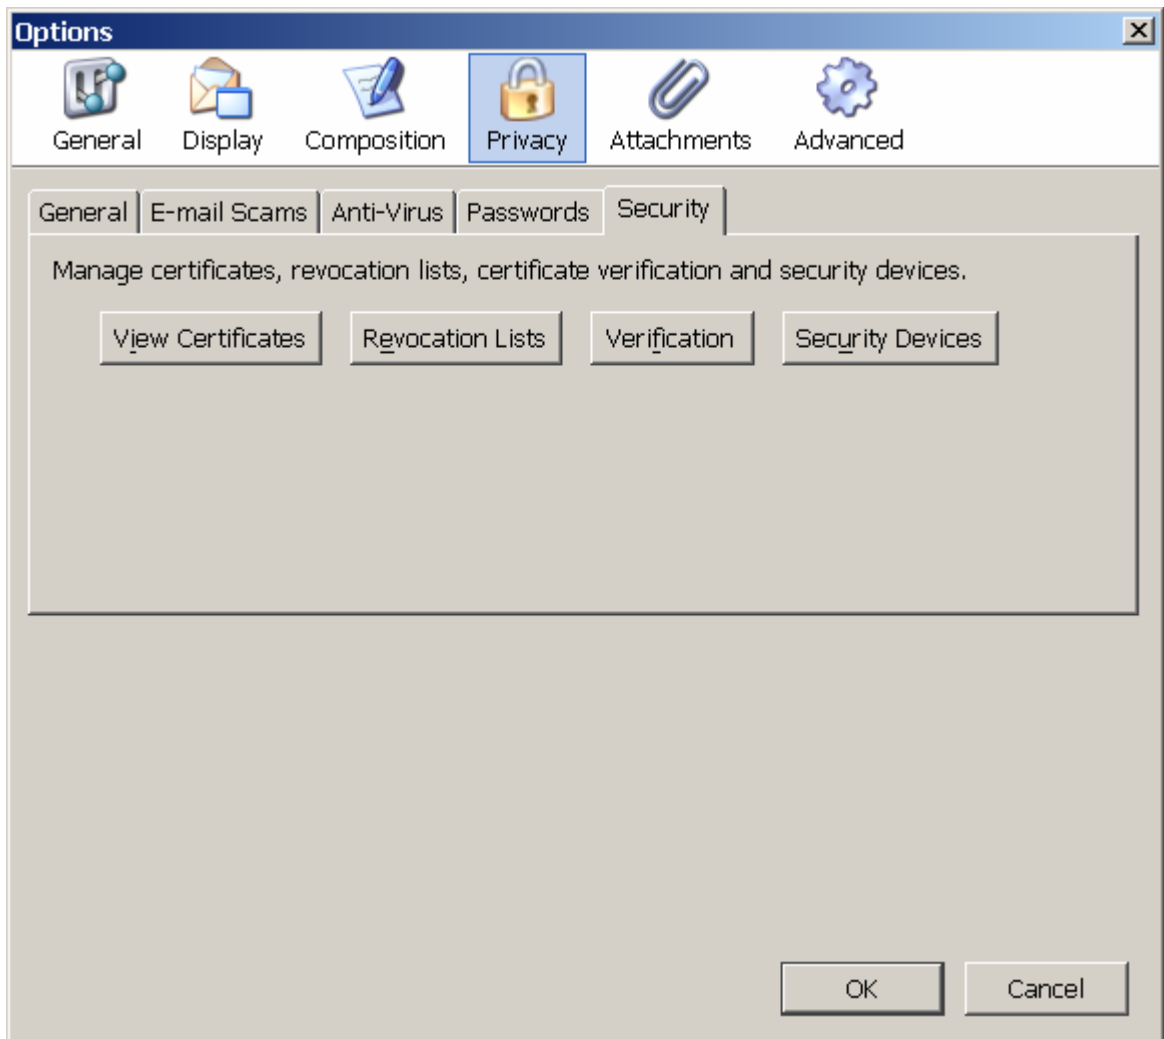 Options
General Display Composition Privacy Attachments Advanced
General E-mail Scams Anti-Virus Passwords Security
Manage certificates, revocation lists, certificate verification and security devices.
View Certificates Revocation Lists Verification Security Devices
OK Cancel